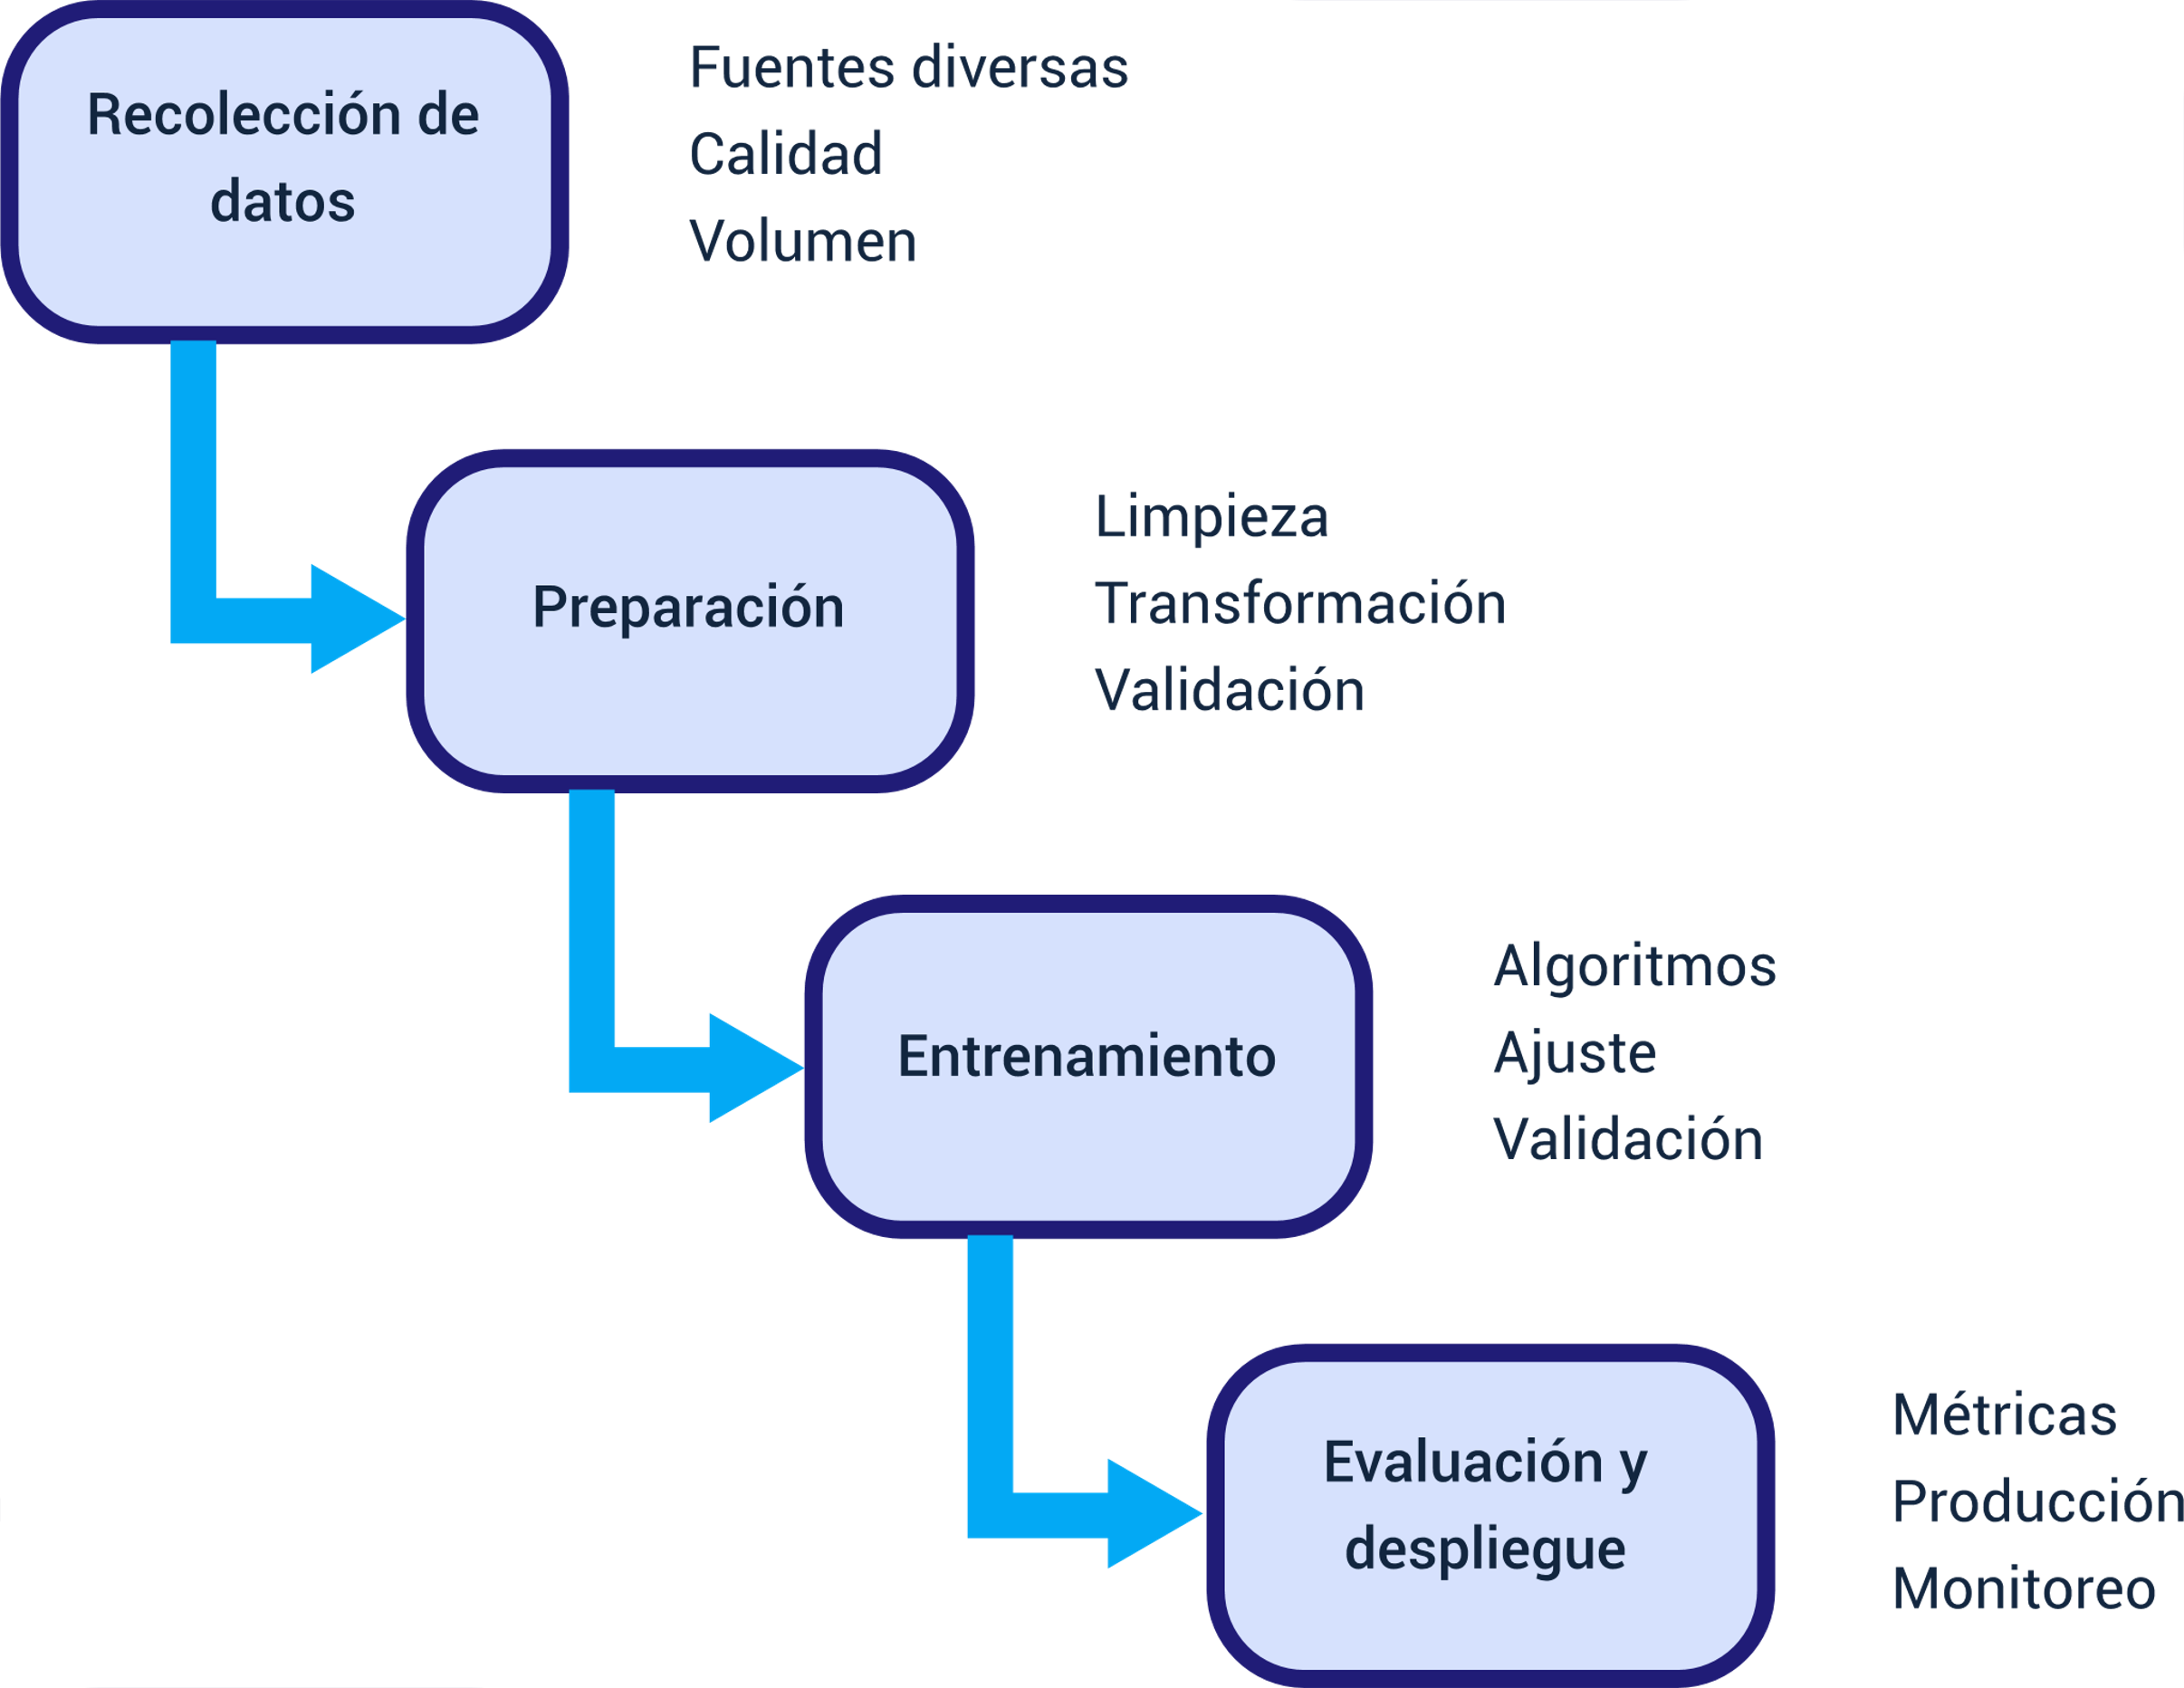 Recolección de
datos
Fuentes diversas
Calidad
Volumen
Preparación
Limpieza
Transformación
Validación
Entrenamiento
Algoritmos
Ajuste
Validación
Evaluación y
despliegue
Métricas
Producción
Monitoreo